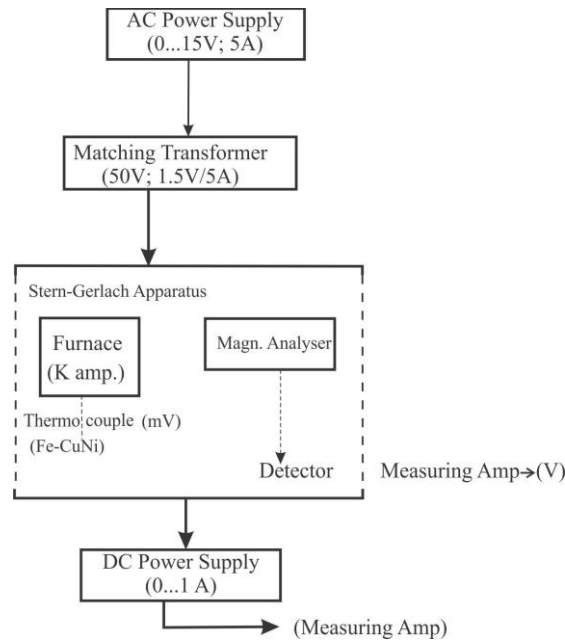 AC Power Supply
(0...15V; 5A)
Matching Transformer
(50V; 1.5V/5A)
Stern-Gerlach Apparatus
Furnace
(K amp.)
Magn. Analyser
Thermo couple (mV)
(Fe-CuNi)
Detector
Measuring Amp→(V)
DC Power Supply
(0...1 A)
(Measuring Amp)